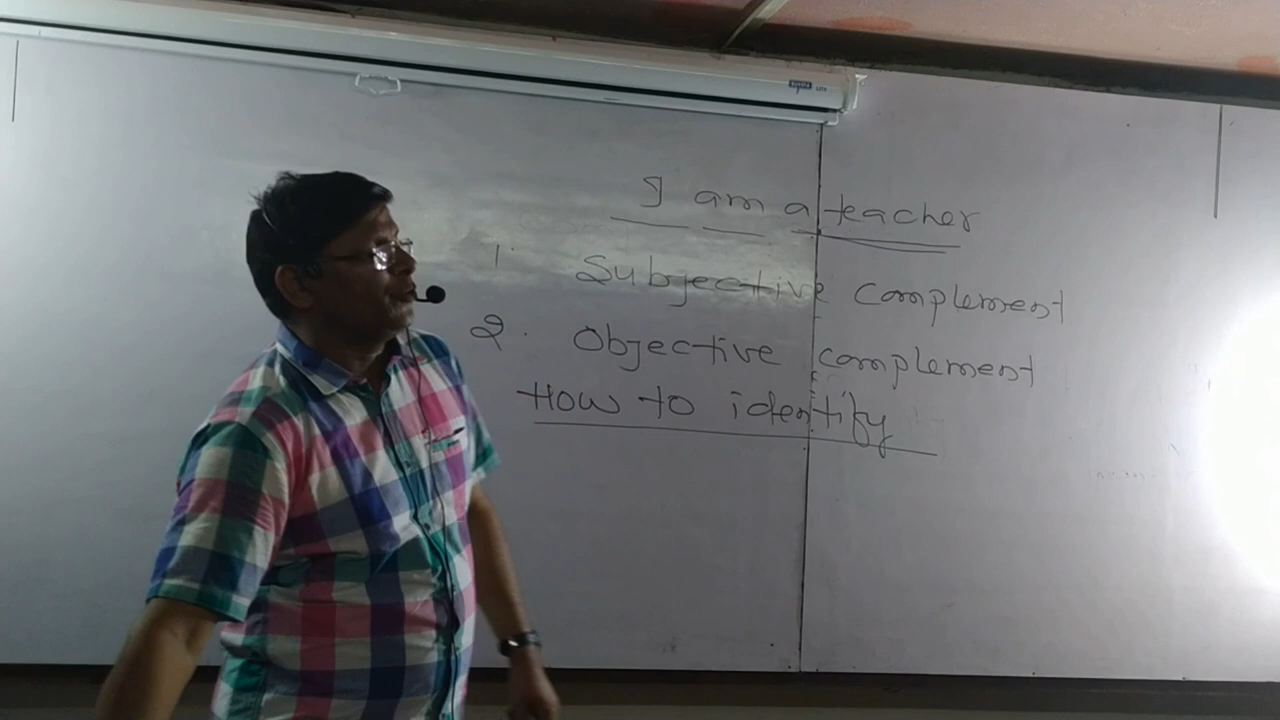 I am a teacher
1. Subjective complement
2. Objective complement
How to identify